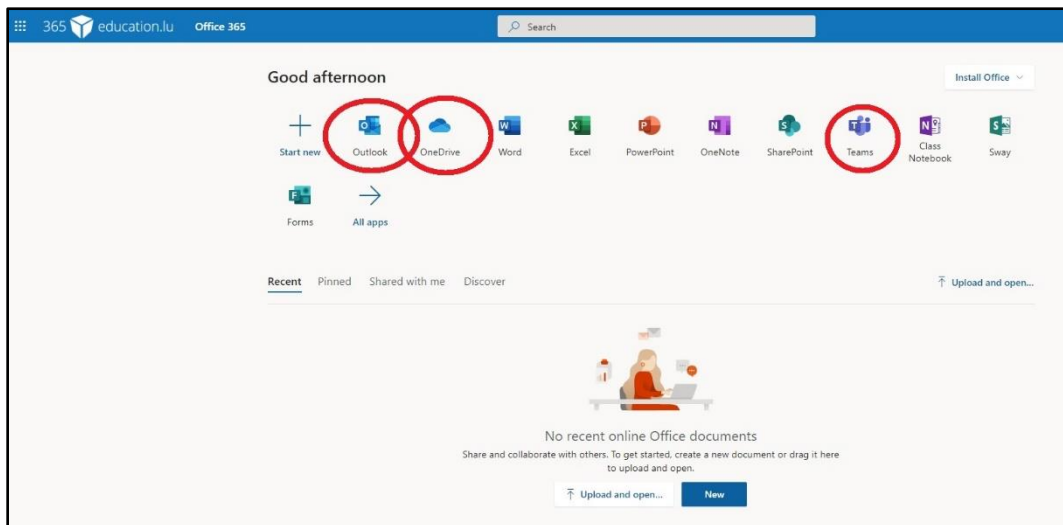 365 education.lu Office 365 Search
Good afternoon
Install Office
Start new Outlook OneDrive Word Excel PowerPoint OneNote SharePoint Teams Class Notebook Sway
Forms All apps
Recent Pinned Shared with me Discover Upload and open...
No recent online Office documents
Share and collaborate with others. To get started, create a new document or drag it here
to upload and open.
Upload and open... New